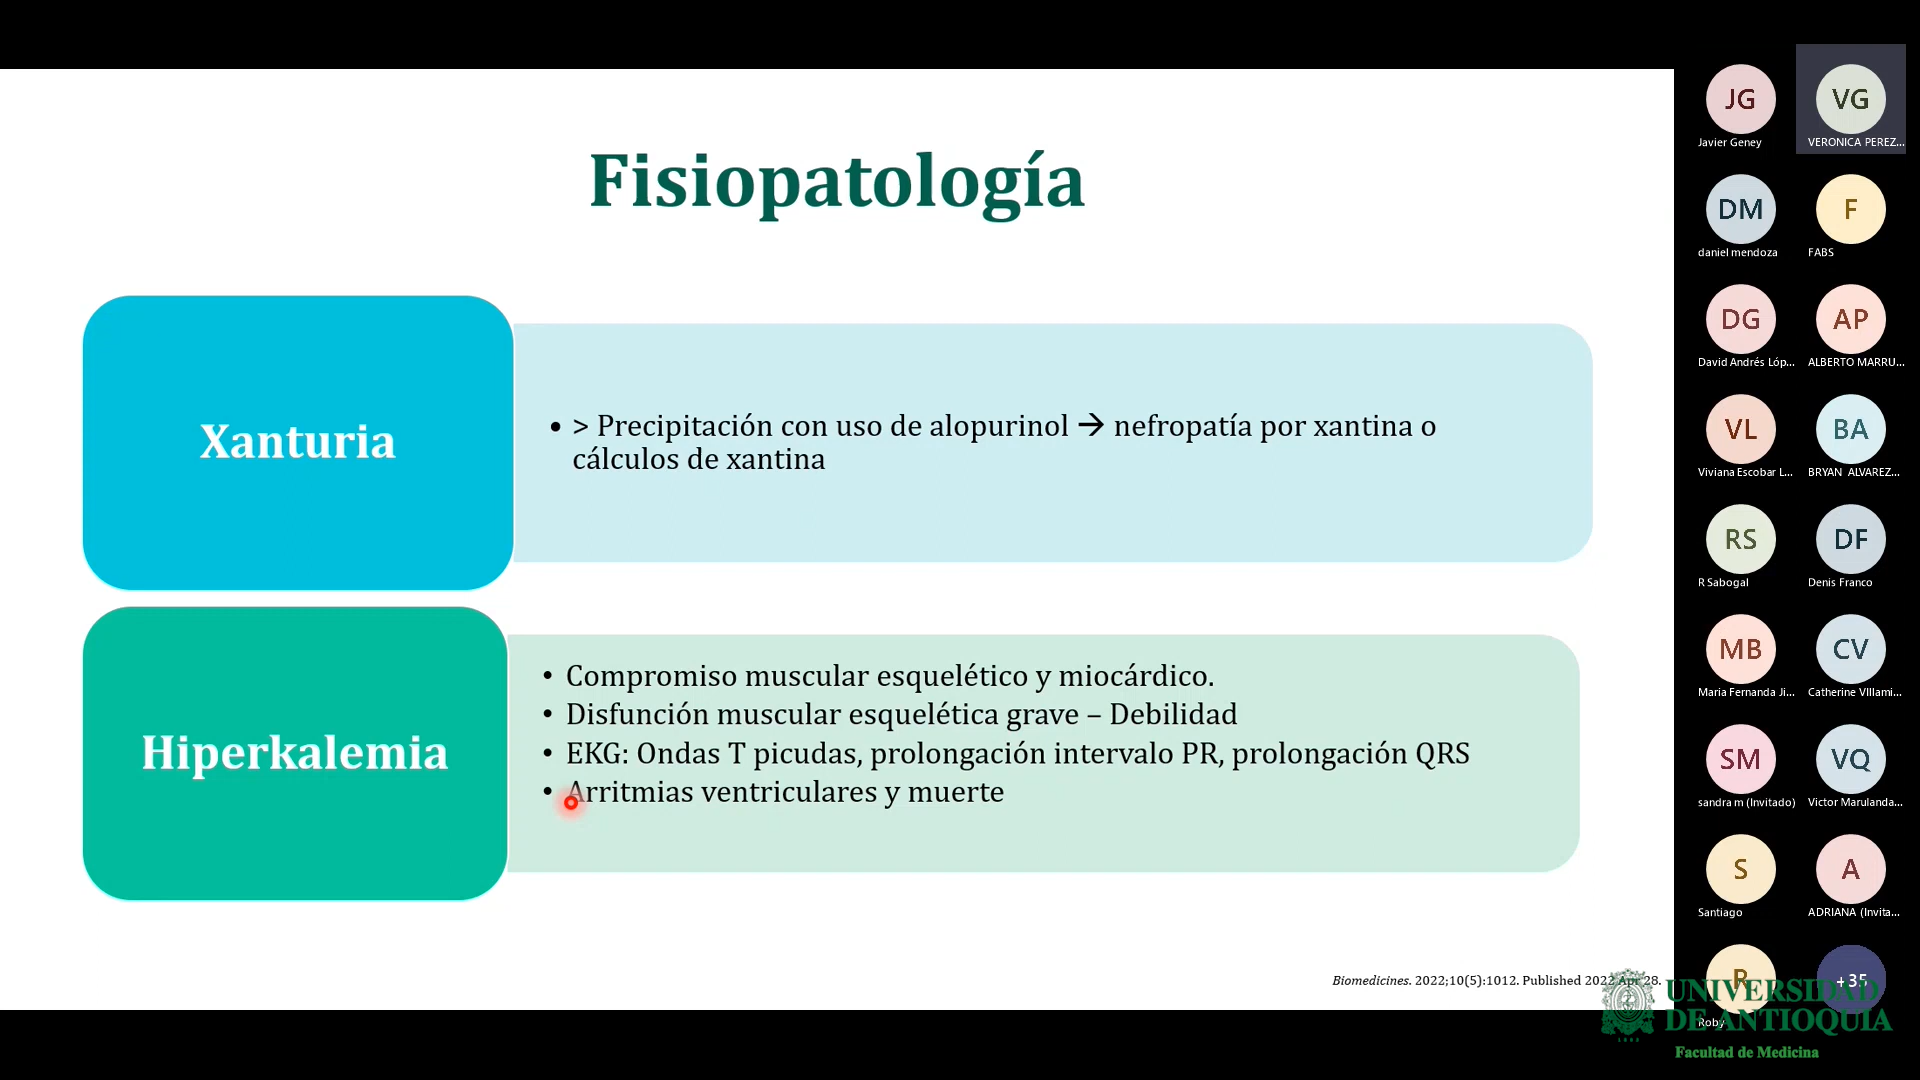 Fisiopatología
Xanturia
• > Precipitación con uso de alopurinol → nefropatía por xantina o
cálculos de xantina
Hiperkalemia
• Compromiso muscular esquelético y miocárdico.
• Disfunción muscular esquelética grave – Debilidad
• EKG: Ondas T picudas, prolongación intervalo PR, prolongación QRS
• Arritmias ventriculares y muerte
Biomedicines. 2022;10(5):1012. Published 2022 Apr 28.
JG
Javier Geney
VG
VERONICA PEREZ...
DM
daniel mendoza
F
FABS
DG
David Andrés Lóp...
AP
ALBERTO MARRU...
VL
Viviana Escobar L...
BA
BRYAN ALVAREZ...
RS
R Sabogal
DF
Denis Franco
MB
Maria Fernanda Ji...
CV
Catherine VIllami...
SM
sandra m (Invitado)
VQ
Victor Marulanda...
S
Santiago
A
ADRIANA (Invita...
R
Roby
+35
UNIVERSIDAD
DE ANTIOQUIA
1803
Facultad de Medicina